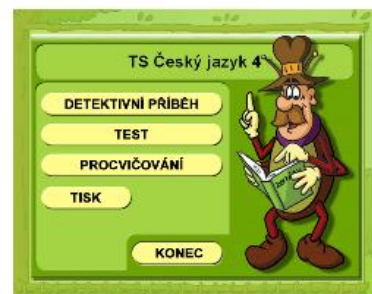 TS Český jazyk 4
DETEKTIVNÍ PŘÍBĚH
TEST
PROCVIČOVÁNÍ
TISK
KONEC